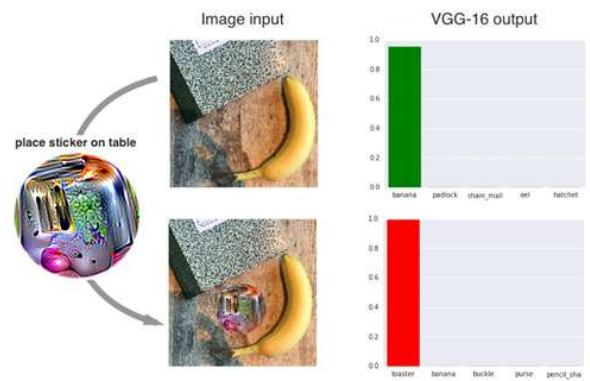 Image input
VGG-16 output
place sticker on table
1.0
0.8
0.6
0.4
0.2
0.0
banana padlock chain_mail eel hatchet
1.0
0.8
0.6
0.4
0.2
0.0
toaster banana buckle purse pencil_sha